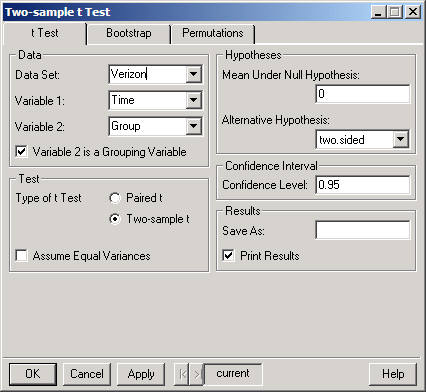 Two-sample t Test
t Test
Bootstrap
Permutations
Data
Data Set:
Verizon
Variable 1:
Time
Variable 2:
Group
Variable 2 is a Grouping Variable
Test
Type of t Test
Paired t
Two-sample t
Assume Equal Variances
Hypotheses
Mean Under Null Hypothesis:
0
Alternative Hypothesis:
two.sided
Confidence Interval
Confidence Level:
0.95
Results
Save As:
Print Results
OK
Cancel
Apply
current
Help